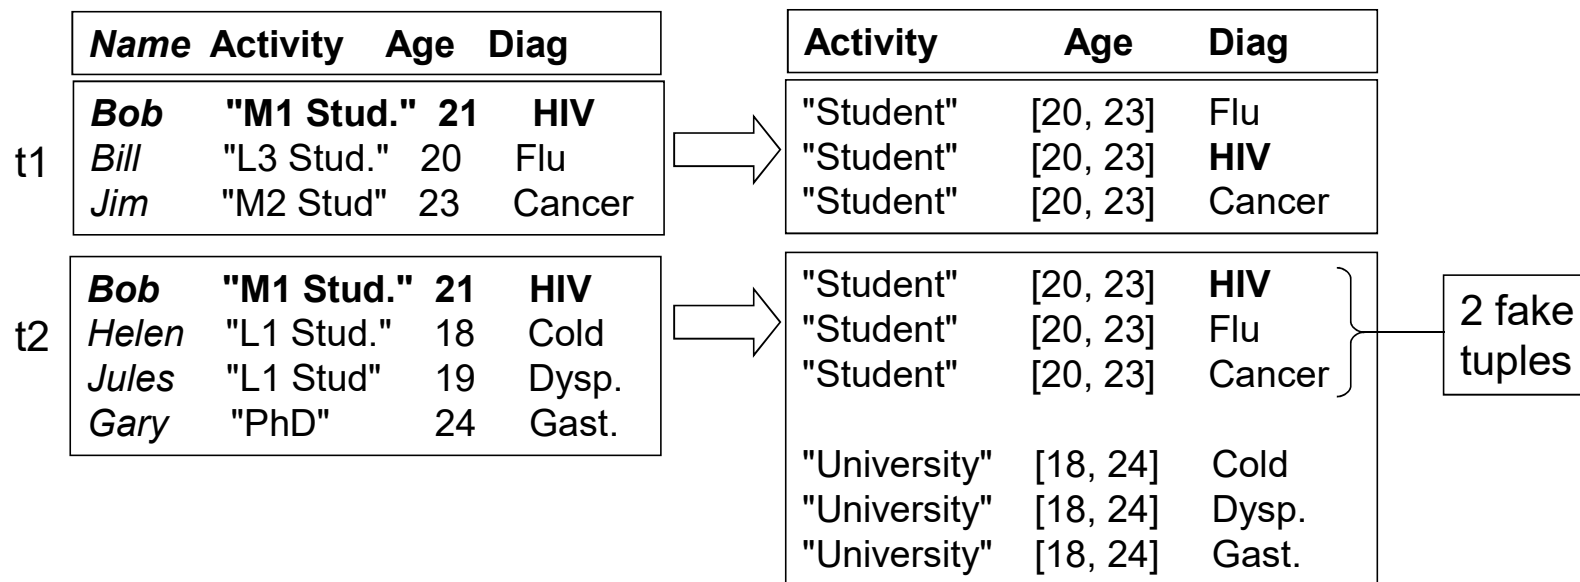 Name Activity Age Diag
Bob "M1 Stud." 21 HIV
t1 Bill "L3 Stud." 20 Flu
Jim "M2 Stud" 23 Cancer
Activity Age Diag
"Student" [20, 23] Flu
"Student" [20, 23] HIV
"Student" [20, 23] Cancer
Bob "M1 Stud." 21 HIV
t2 Helen "L1 Stud." 18 Cold
Jules "L1 Stud" 19 Dysp.
Gary "PhD" 24 Gast.
"Student" [20, 23] HIV
"Student" [20, 23] Flu
"Student" [20, 23] Cancer
2 fake
tuples
"University" [18, 24] Cold
"University" [18, 24] Dysp.
"University" [18, 24] Gast.